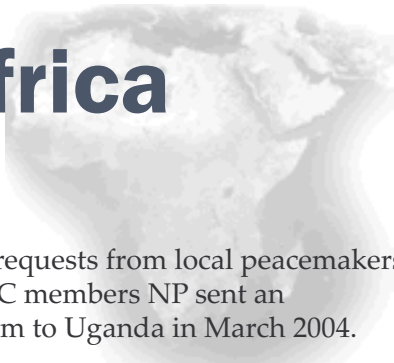 frica
requests from local peacemakers
C members NP sent an
m to Uganda in March 2004.